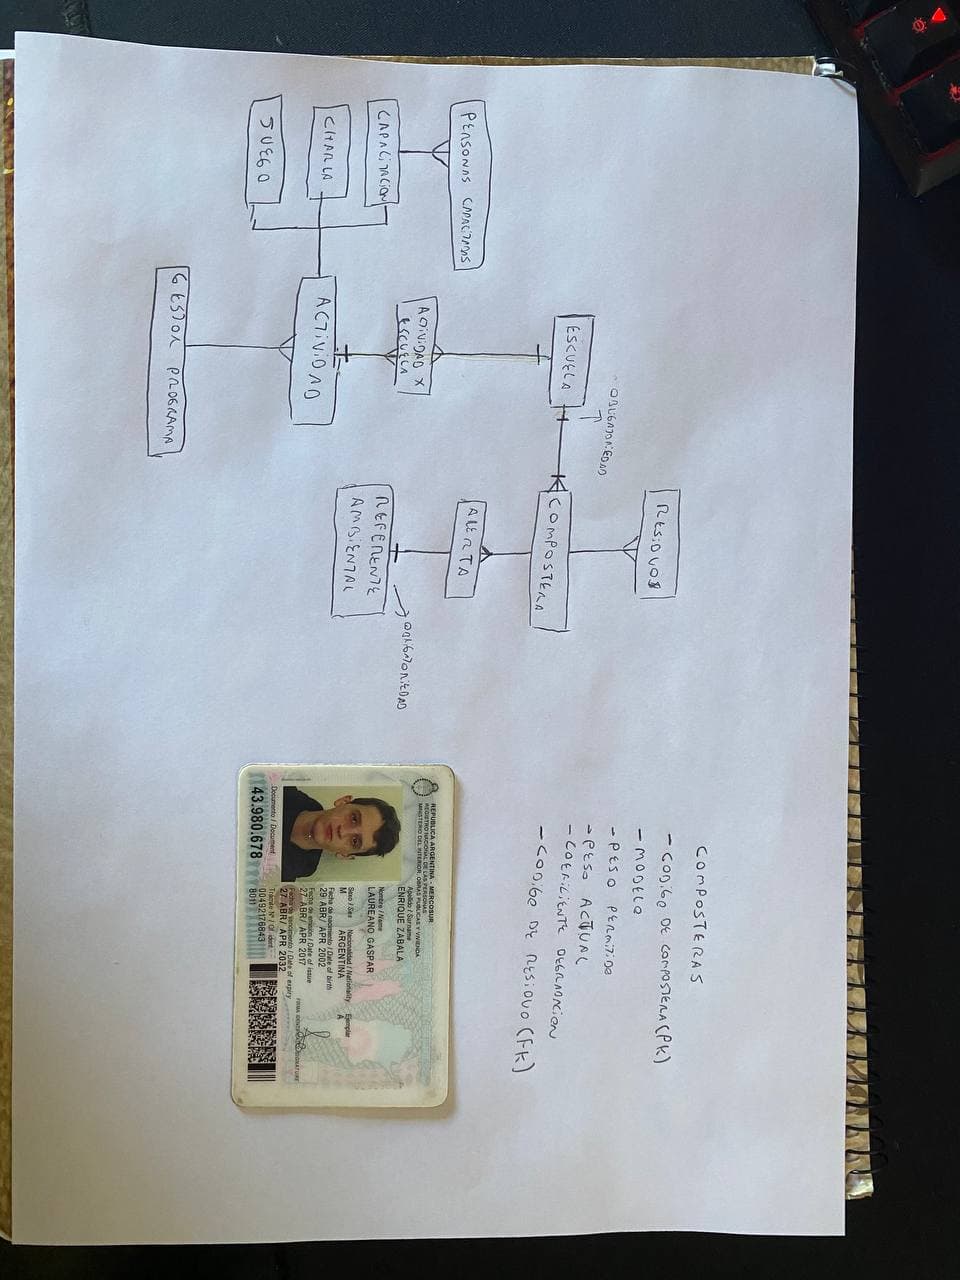 PERSONAS CAPACITADAS
CAPACITACION
CHARLA
JUEGO
ACTIVIDAD
GESTOR PROGRAMA
ACTIVIDAD X
ESCUELA
ESCUELA
OBLIGATORIEDAD
RESIDUOS
COMPOSTERA
ALERTA
REFERENTE
AMBIENTAL
OBLIGATORIEDAD
COMPOSTERAS
- CODIGO DE COMPOSTERA (PK)
- MODELO
- PESO PERMITIDO
- PESO ACTUAL
- COEFICIENTE DEGRADACION
- CODIGO DE RESIDUO (FK)
REPUBLICA ARGENTINA - MERCOSUR
REGISTRO NACIONAL DE LAS PERSONAS
MINISTERIO DEL INTERIOR, OBRAS PUBLICAS Y VIVIENDA
Apellido / Surname
ENRIQUE ZABALA
Nombre / Name
LAUREANO GASPAR
Sexo / Sex Nacionalidad / Nationality Ejemplar
M ARGENTINA A
Fecha de nacimiento / Date of birth
29 ABR/ APR 2002
Fecha de emisión / Date of issue
27 ABR/ APR 2017
Fecha de vencimiento / Date of expiry
27 ABR/ APR 2032
Documento / Document
43.980.678
Trámite Nº / Of. ident.
00492176843
8011